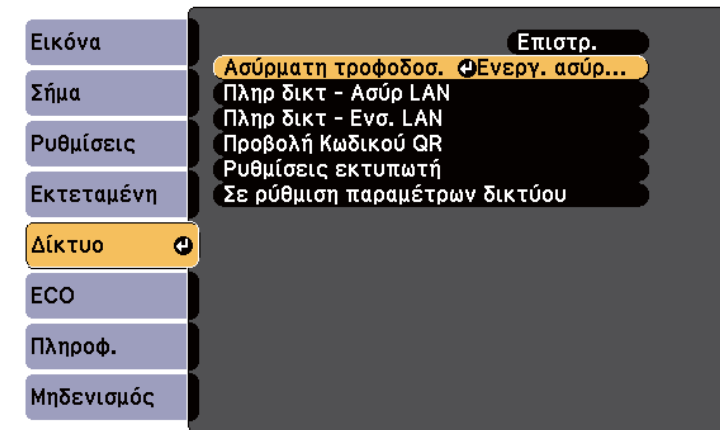 Εικόνα
Σήμα
Ρυθμίσεις
Εκτεταμένη
Δίκτυο
ECO
Πληροφ.
Μηδενισμός
Επιστρ.
Ασύρματη τροφοδοσ. Ενεργ. ασύρ...
Πληρ δικτ - Ασύρ LAN
Πληρ δικτ - Ενσ. LAN
Προβολή Κωδικού QR
Ρυθμίσεις εκτυπωτή
Σε ρύθμιση παραμέτρων δικτύου